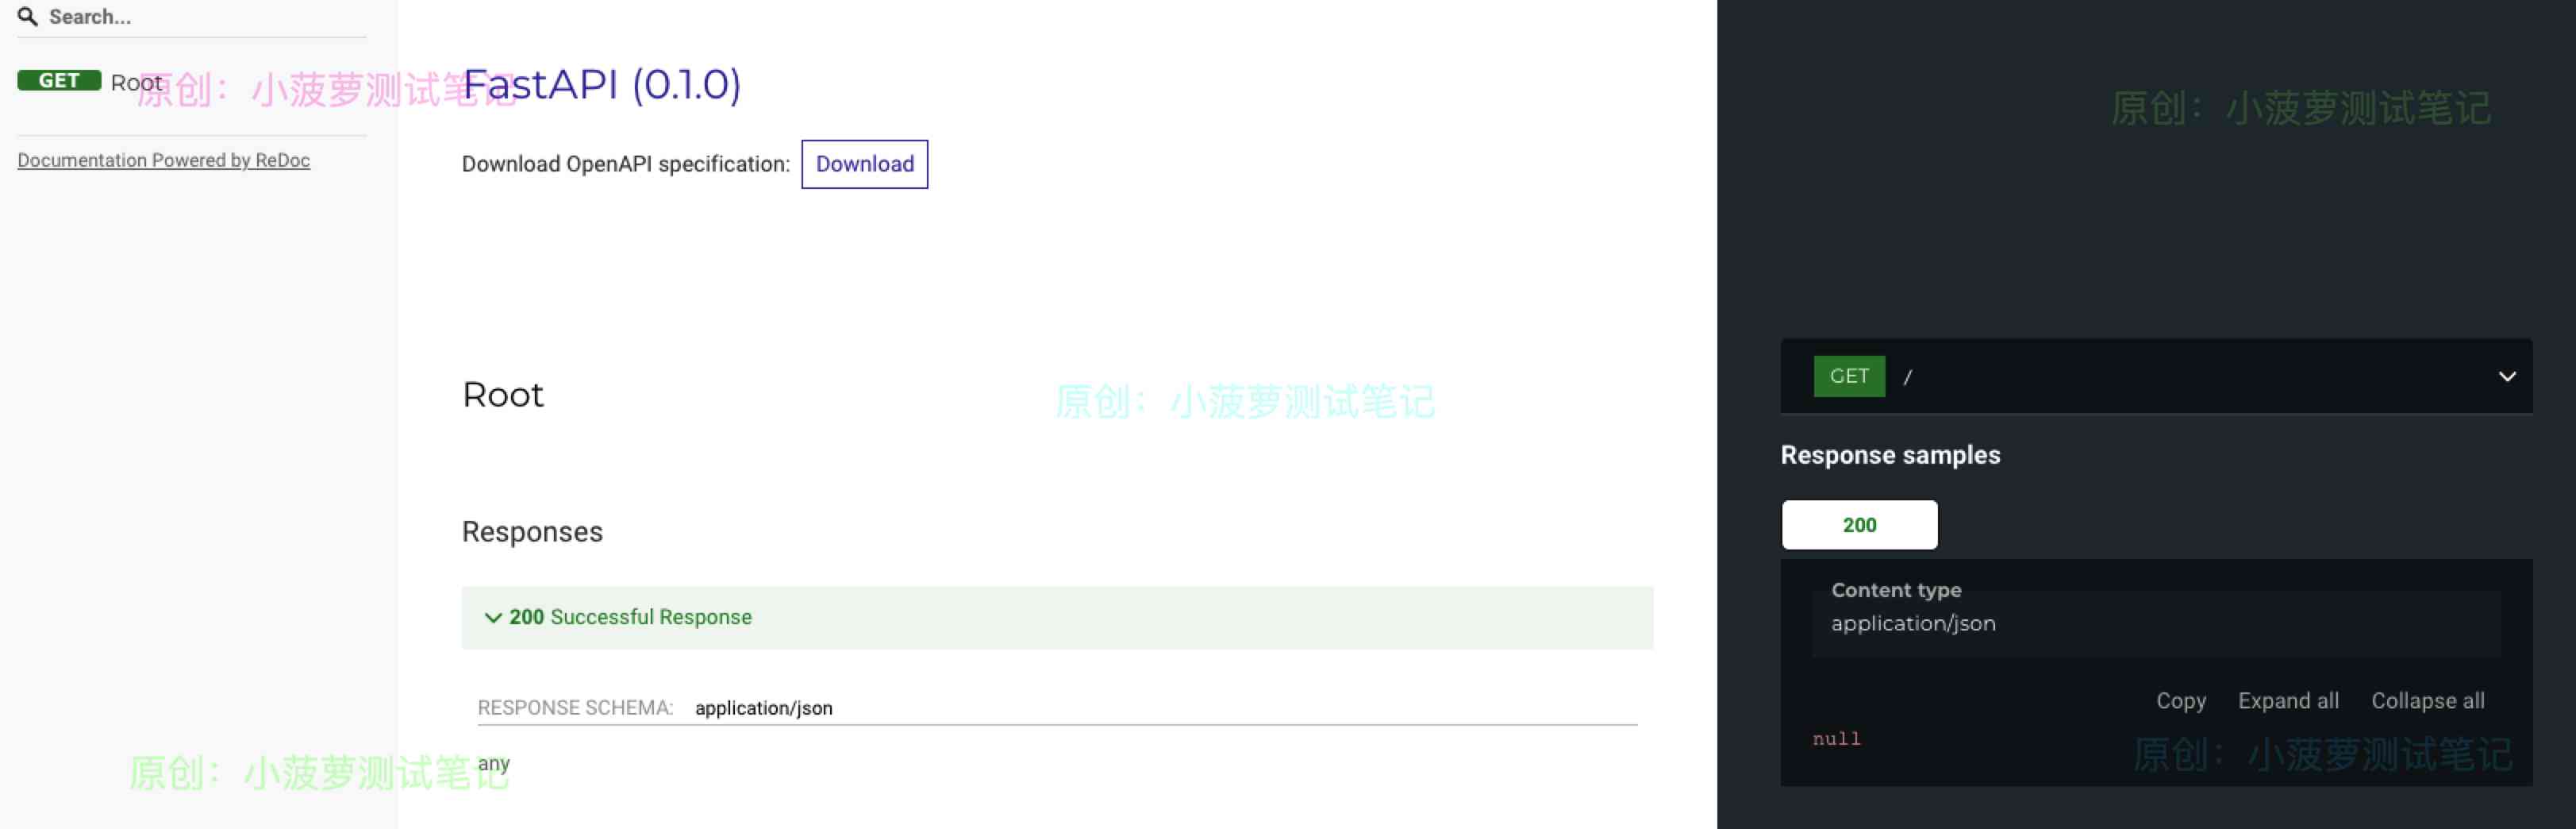 Search...
GET Root
Documentation Powered by ReDoc
原创：小菠萝测试笔记
FastAPI (0.1.0)
Download OpenAPI specification: Download
Root
原创：小菠萝测试笔记
Responses
200 Successful Response
RESPONSE SCHEMA: application/json
any
原创：小菠萝测试笔记
原创：小菠萝测试笔记
GET /
Response samples
200
Content type
application/json
Copy Expand all Collapse all
null
原创：小菠萝测试笔记